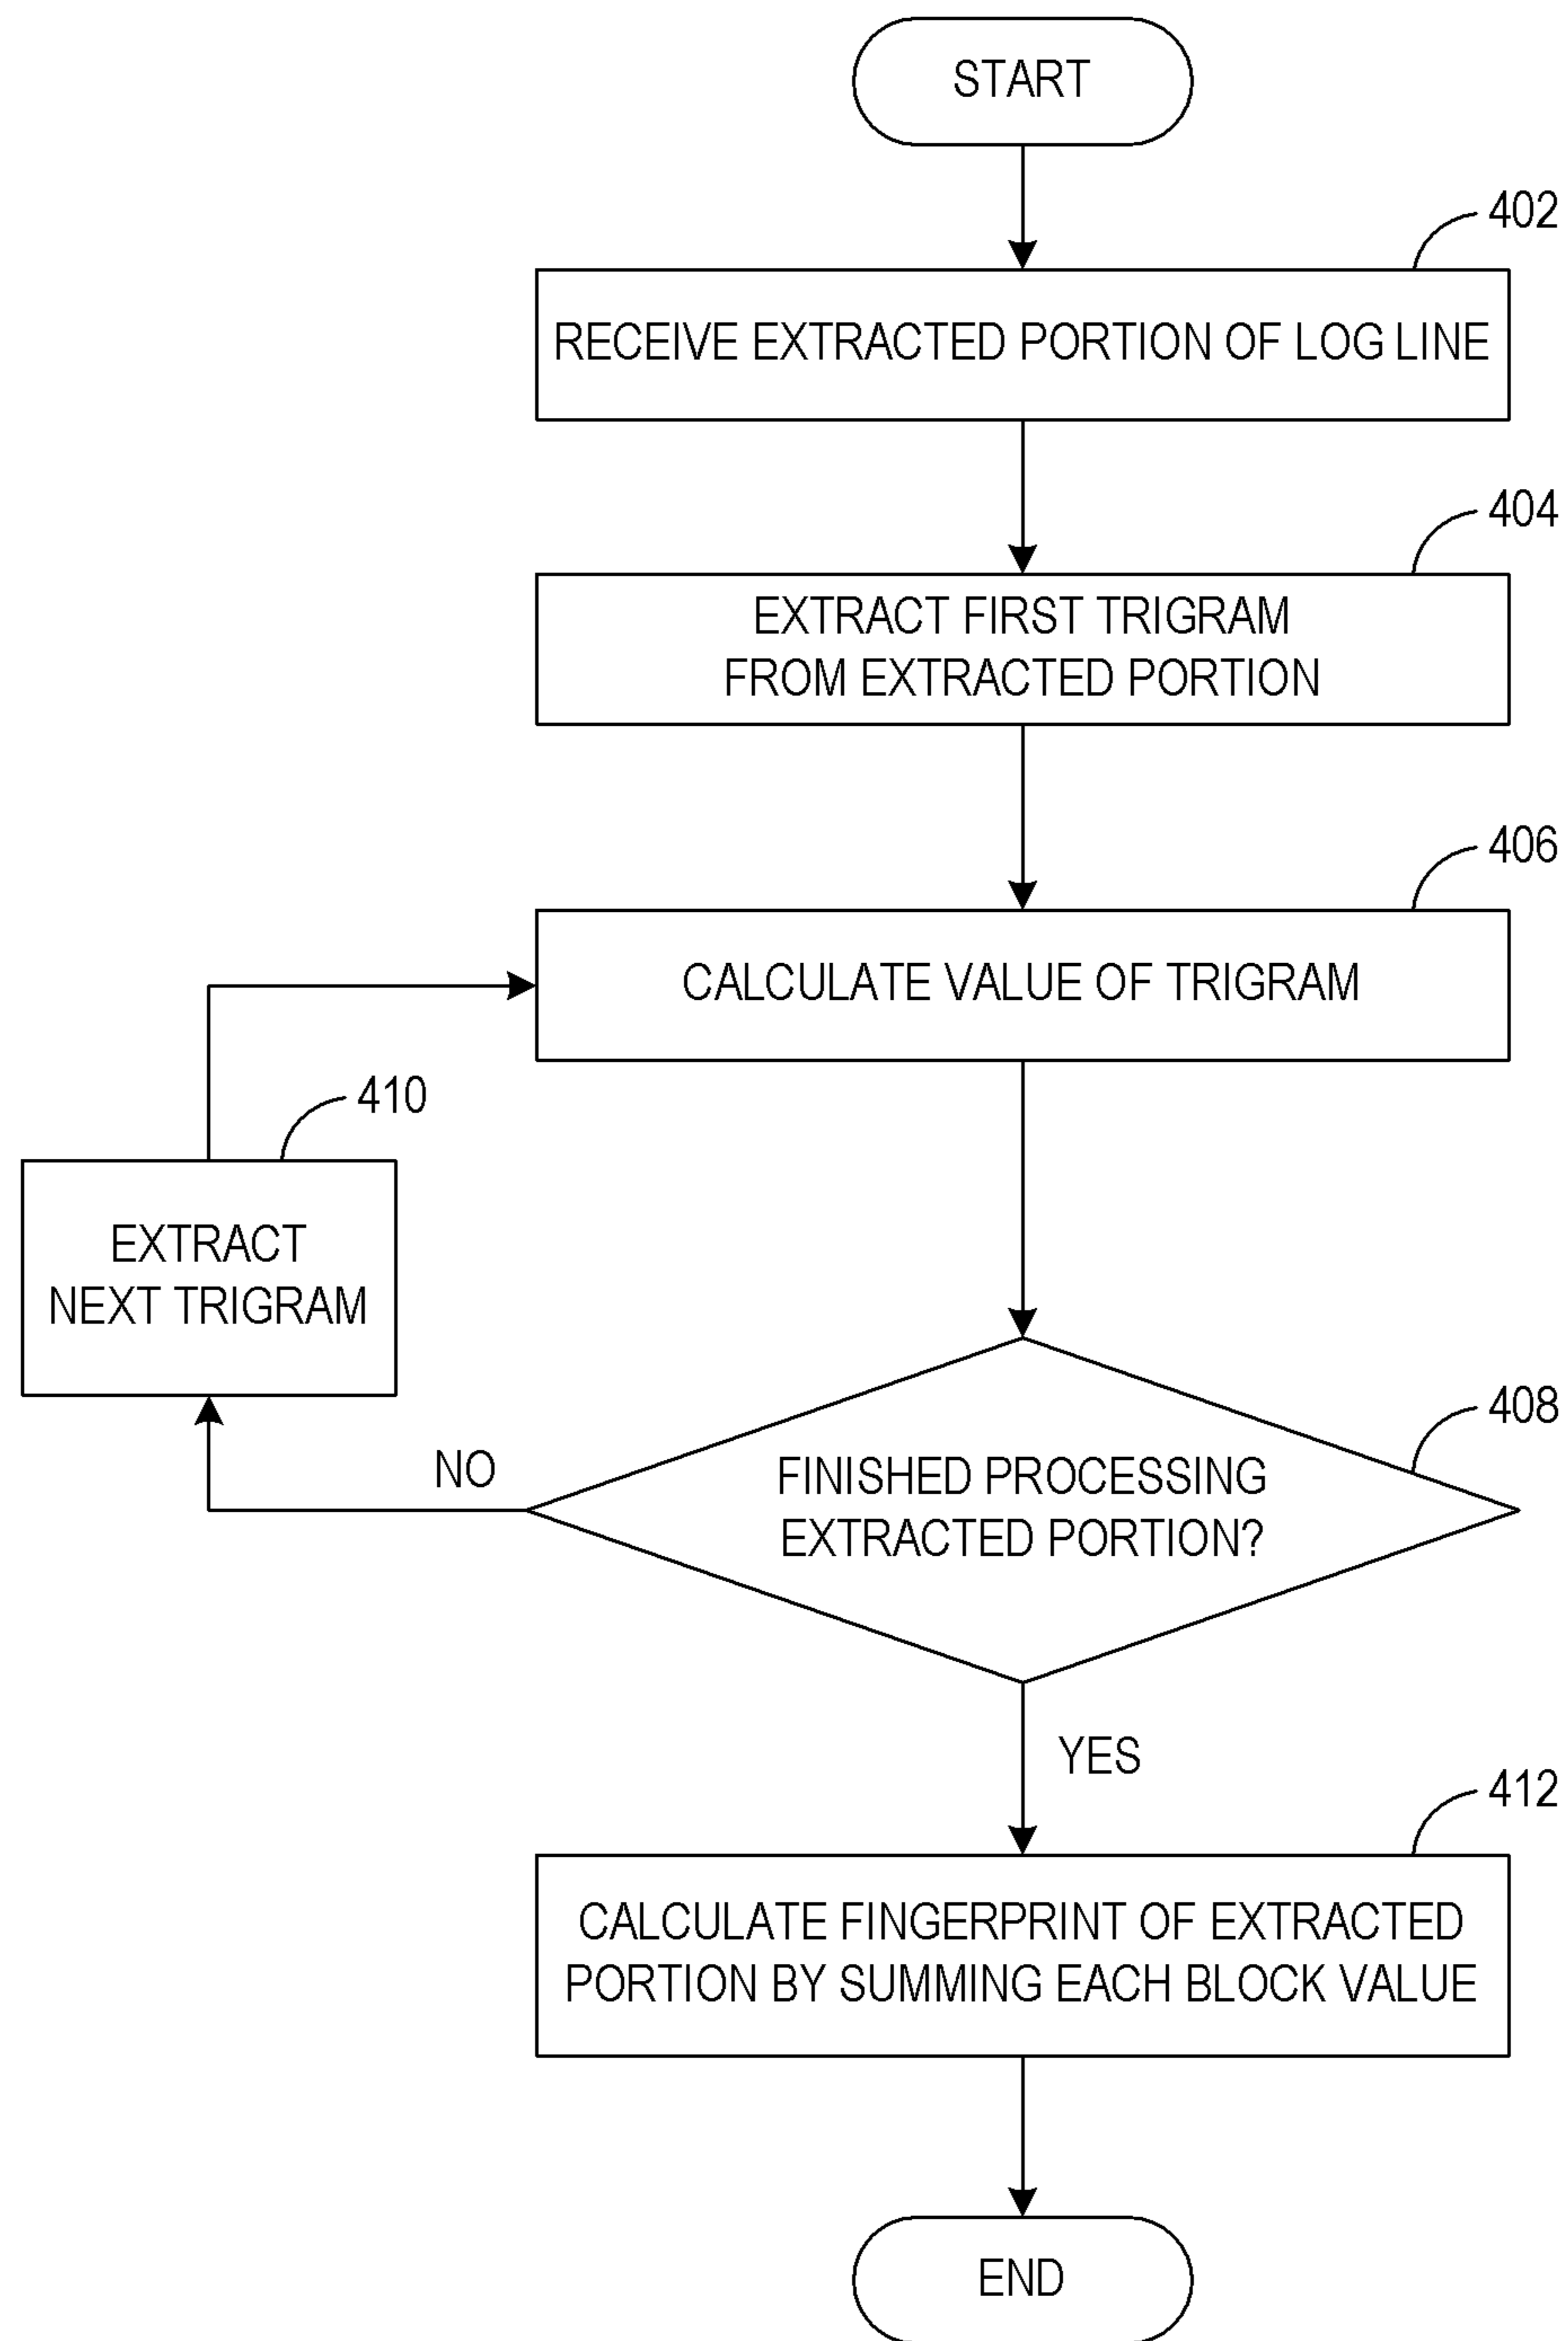 START
402
RECEIVE EXTRACTED PORTION OF LOG LINE
404
EXTRACT FIRST TRIGRAM
FROM EXTRACTED PORTION
406
CALCULATE VALUE OF TRIGRAM
410
EXTRACT
NEXT TRIGRAM
408
NO
FINISHED PROCESSING
EXTRACTED PORTION?
YES
412
CALCULATE FINGERPRINT OF EXTRACTED
PORTION BY SUMMING EACH BLOCK VALUE
END